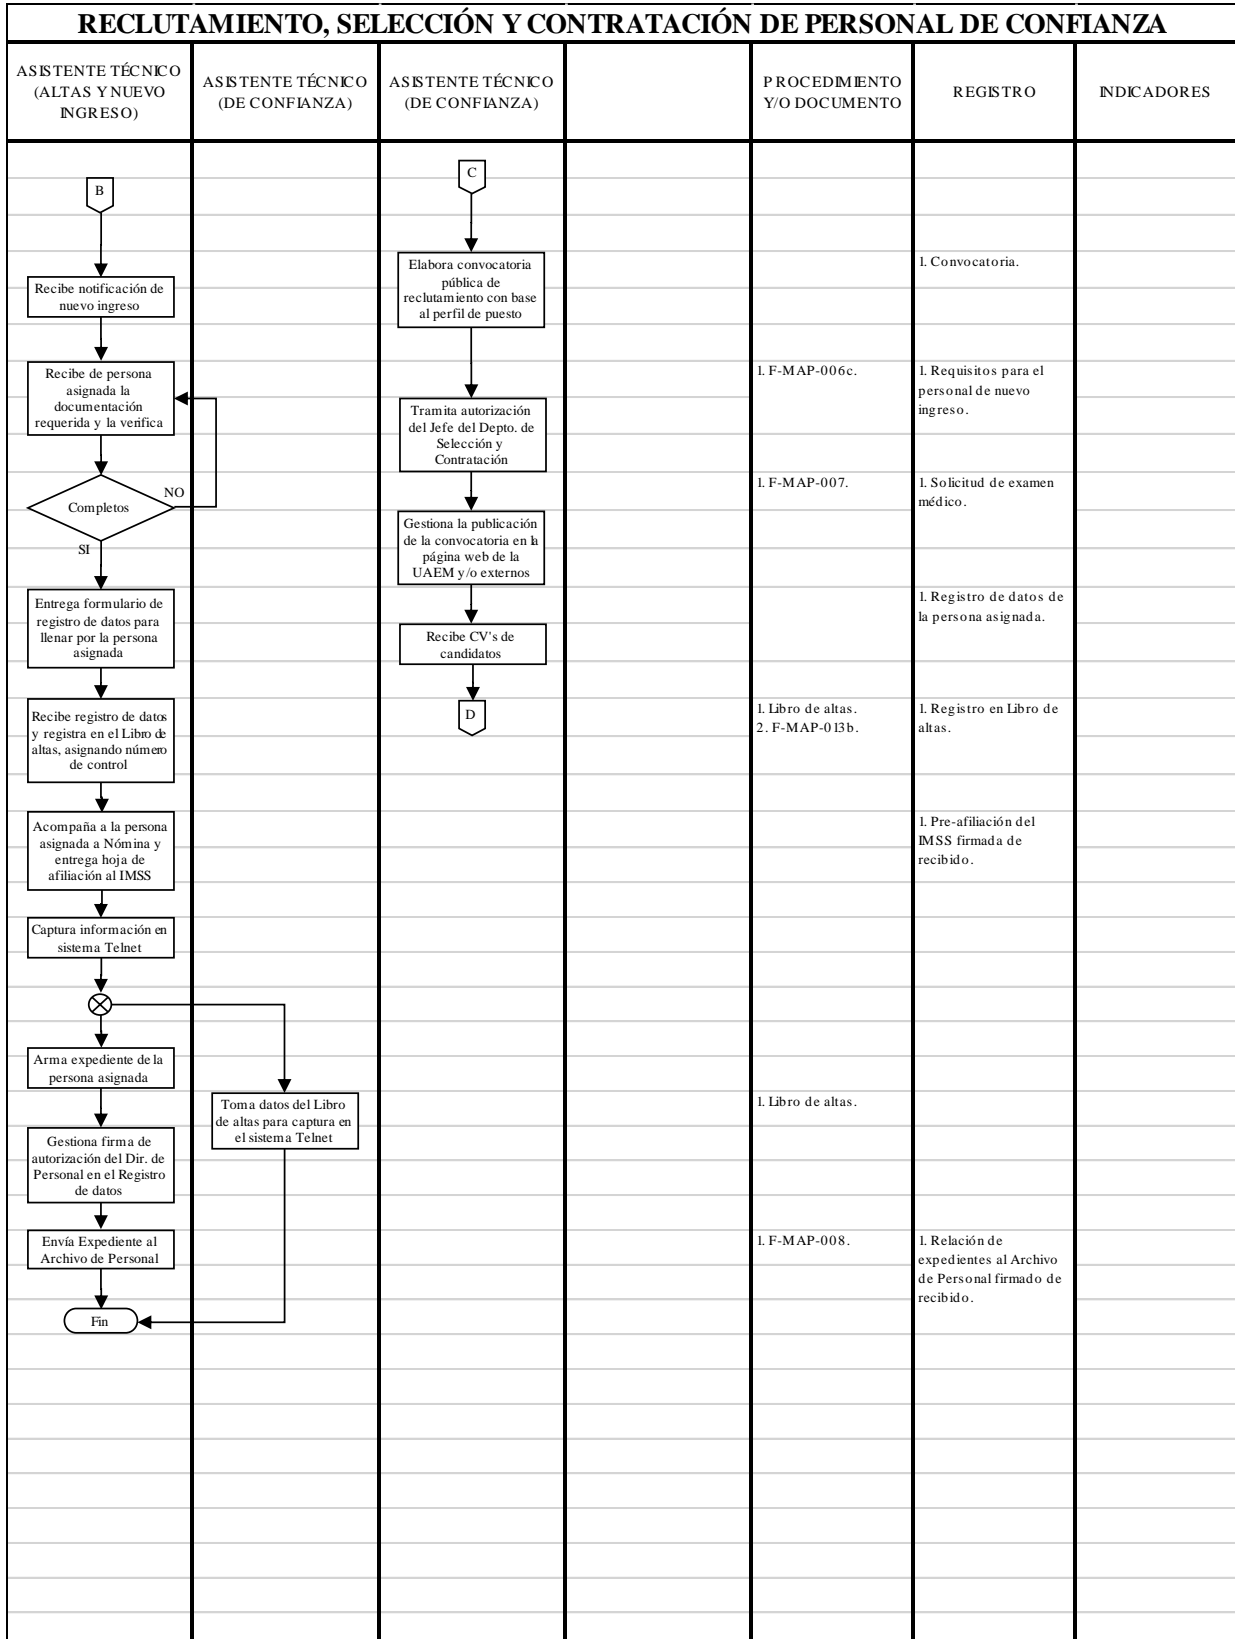 RECLUTAMIENTO, SELECCIÓN Y CONTRATACIÓN DE PERSONAL DE CONFIANZA
ASISTENTE TÉCNICO
(ALTAS Y NUEVO
INGRESO)
ASISTENTE TÉCNICO
(DE CONFIANZA)
ASISTENTE TÉCNICO
(DE CONFIANZA)
PROCEDIMIENTO
Y/O DOCUMENTO
REGISTRO
INDICADORES
B
Recibe notificación de
nuevo ingreso
Recibe de persona
asignada la
documentación
requerida y la verifica
Completos
NO
SI
Entrega formulario de
registro de datos para
llenar por la persona
asignada
Recibe registro de datos
y registra en el Libro de
altas, asignando número
de control
Acompaña a la persona
asignada a Nómina y
entrega hoja de
afiliación al IMSS
Captura información en
sistema Telnet
Arma expediente de la
persona asignada
Gestiona firma de
autorización del Dir. de
Personal en el Registro
de datos
Envía Expediente al
Archivo de Personal
Fin
Toma datos del Libro
de altas para captura en
el sistema Telnet
C
Elabora convocatoria
pública de
reclutamiento con base
al perfil de puesto
Tramita autorización
del Jefe del Depto. de
Selección y
Contratación
Gestiona la publicación
de la convocatoria en la
página web de la
UAEM y/o externos
Recibe CV's de
candidatos
D
1. F-MAP-006c.
1. F-MAP-007.
1. Libro de altas.
2. F-MAP-013b.
1. Libro de altas.
1. F-MAP-008.
1. Convocatoria.
1. Requisitos para el
personal de nuevo
ingreso.
1. Solicitud de examen
médico.
1. Registro de datos de
la persona asignada.
1. Registro en Libro de
altas.
1. Pre-afiliación del
IMSS firmada de
recibido.
1. Relación de
expedientes al Archivo
de Personal firmado de
recibido.